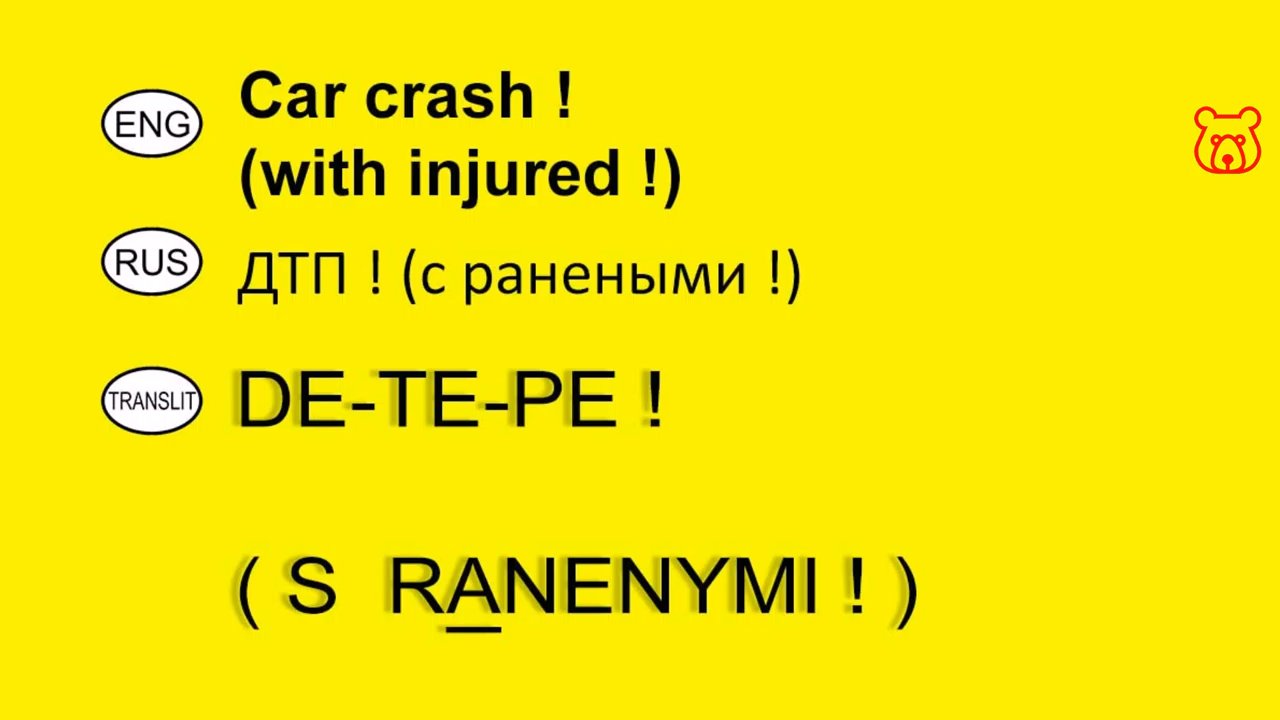 ENG Car crash !
(with injured !)
RUS ДТП ! (с ранеными !)
TRANSLIT DE-TE-PE !
( S RANENYMI ! )